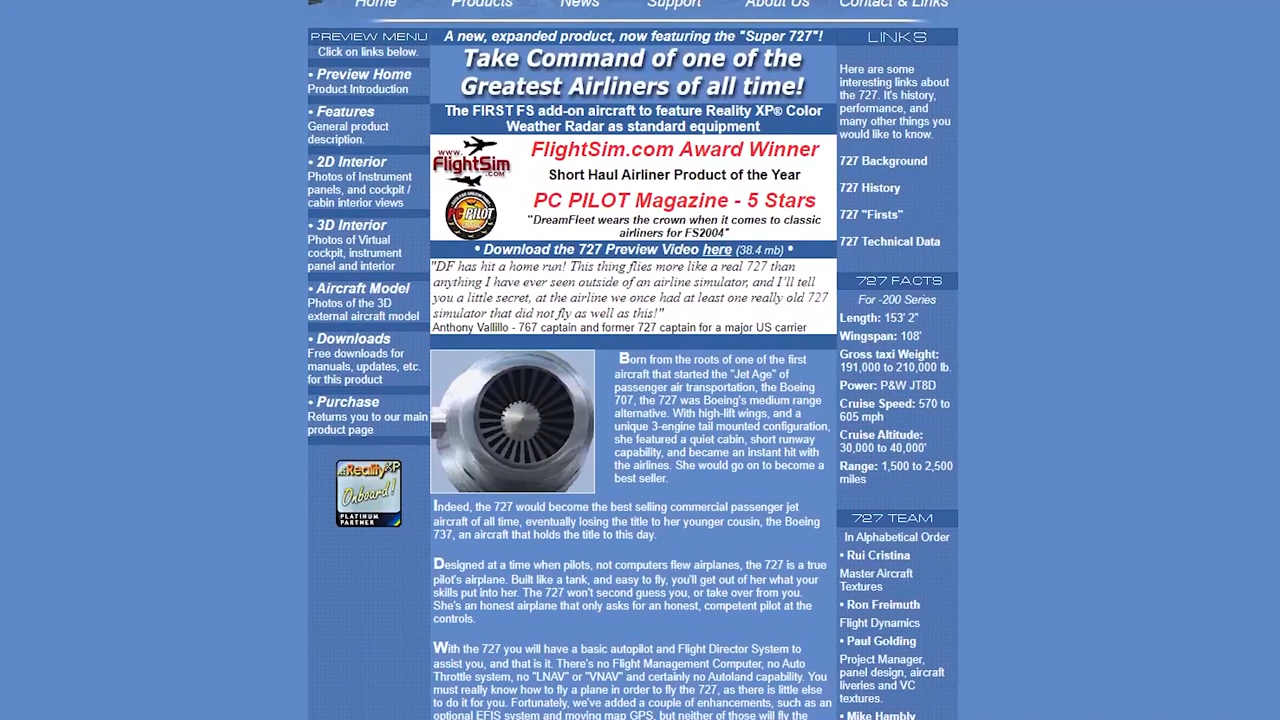 Home Products News Support About Us Contact & Links
PREVIEW MENU
Click on links below.
• Preview Home
Product Introduction
• Features
General product
description.
• 2D Interior
Photos of Instrument
panels, and cockpit /
cabin interior views
• 3D Interior
Photos of Virtual
cockpit, instrument
panel and interior
• Aircraft Model
Photos of the 3D
external aircraft model
• Downloads
Free downloads for
manuals, updates, etc.
for this product
• Purchase
Returns you to our main
product page
RealityXP
Onboard!
PLATINUM
PARTNER
A new, expanded product, now featuring the "Super 727"!
Take Command of one of the
Greatest Airliners of all time!
The FIRST FS add-on aircraft to feature Reality XP® Color
Weather Radar as standard equipment
www.
FlightSim
.com
FlightSim.com Award Winner
Short Haul Airliner Product of the Year
PC PILOT
PC PILOT Magazine - 5 Stars
"DreamFleet wears the crown when it comes to classic
airliners for FS2004"
• Download the 727 Preview Video here (38.4 mb) •
"DF has hit a home run! This thing flies more like a real 727 than
anything I have ever seen outside of an airline simulator, and I'll tell
you a little secret, at the airline we once had at least one really old 727
simulator that did not fly as well as this!"
Anthony Vallillo - 767 captain and former 727 captain for a major US carrier
Born from the roots of one of the first
aircraft that started the "Jet Age" of
passenger air transportation, the Boeing
707, the 727 was Boeing's medium range
alternative. With high-lift wings, and a
unique 3-engine tail mounted configuration,
she featured a quiet cabin, short runway
capability, and became an instant hit with
the airlines. She would go on to become a
best seller.
Indeed, the 727 would become the best selling commercial passenger jet
aircraft of all time, eventually losing the title to her younger cousin, the Boeing
737, an aircraft that holds the title to this day.
Designed at a time when pilots, not computers flew airplanes, the 727 is a true
pilot's airplane. Built like a tank, and easy to fly, you'll get out of her what your
skills put into her. The 727 won't second guess you, or take over from you.
She's an honest airplane that only asks for an honest, competent pilot at the
controls.
With the 727 you will have a basic autopilot and Flight Director System to
assist you, and that is it. There's no Flight Management Computer, no Auto
Throttle system, no "LNAV" or "VNAV" and certainly no Autoland capability. You
must really know how to fly a plane in order to fly the 727, as there is little else
to do it for you. Fortunately, we've added a couple of enhancements, such as an
optional EFIS system and moving map GPS, but neither of those will fly the
LINKS
Here are some
interesting links about
the 727. It's history,
performance, and
many other things you
would like to know.
727 Background
727 History
727 "Firsts"
727 Technical Data
727 FACTS
For -200 Series
Length: 153' 2"
Wingspan: 108'
Gross taxi Weight:
191,000 to 210,000 lb.
Power: P&W JT8D
Cruise Speed: 570 to
605 mph
Cruise Altitude:
30,000 to 40,000'
Range: 1,500 to 2,500
miles
727 TEAM
In Alphabetical Order
• Rui Cristina
Master Aircraft
Textures
• Ron Freimuth
Flight Dynamics
• Paul Golding
Project Manager,
panel design, aircraft
liveries and VC
textures.
• Mike Hambly